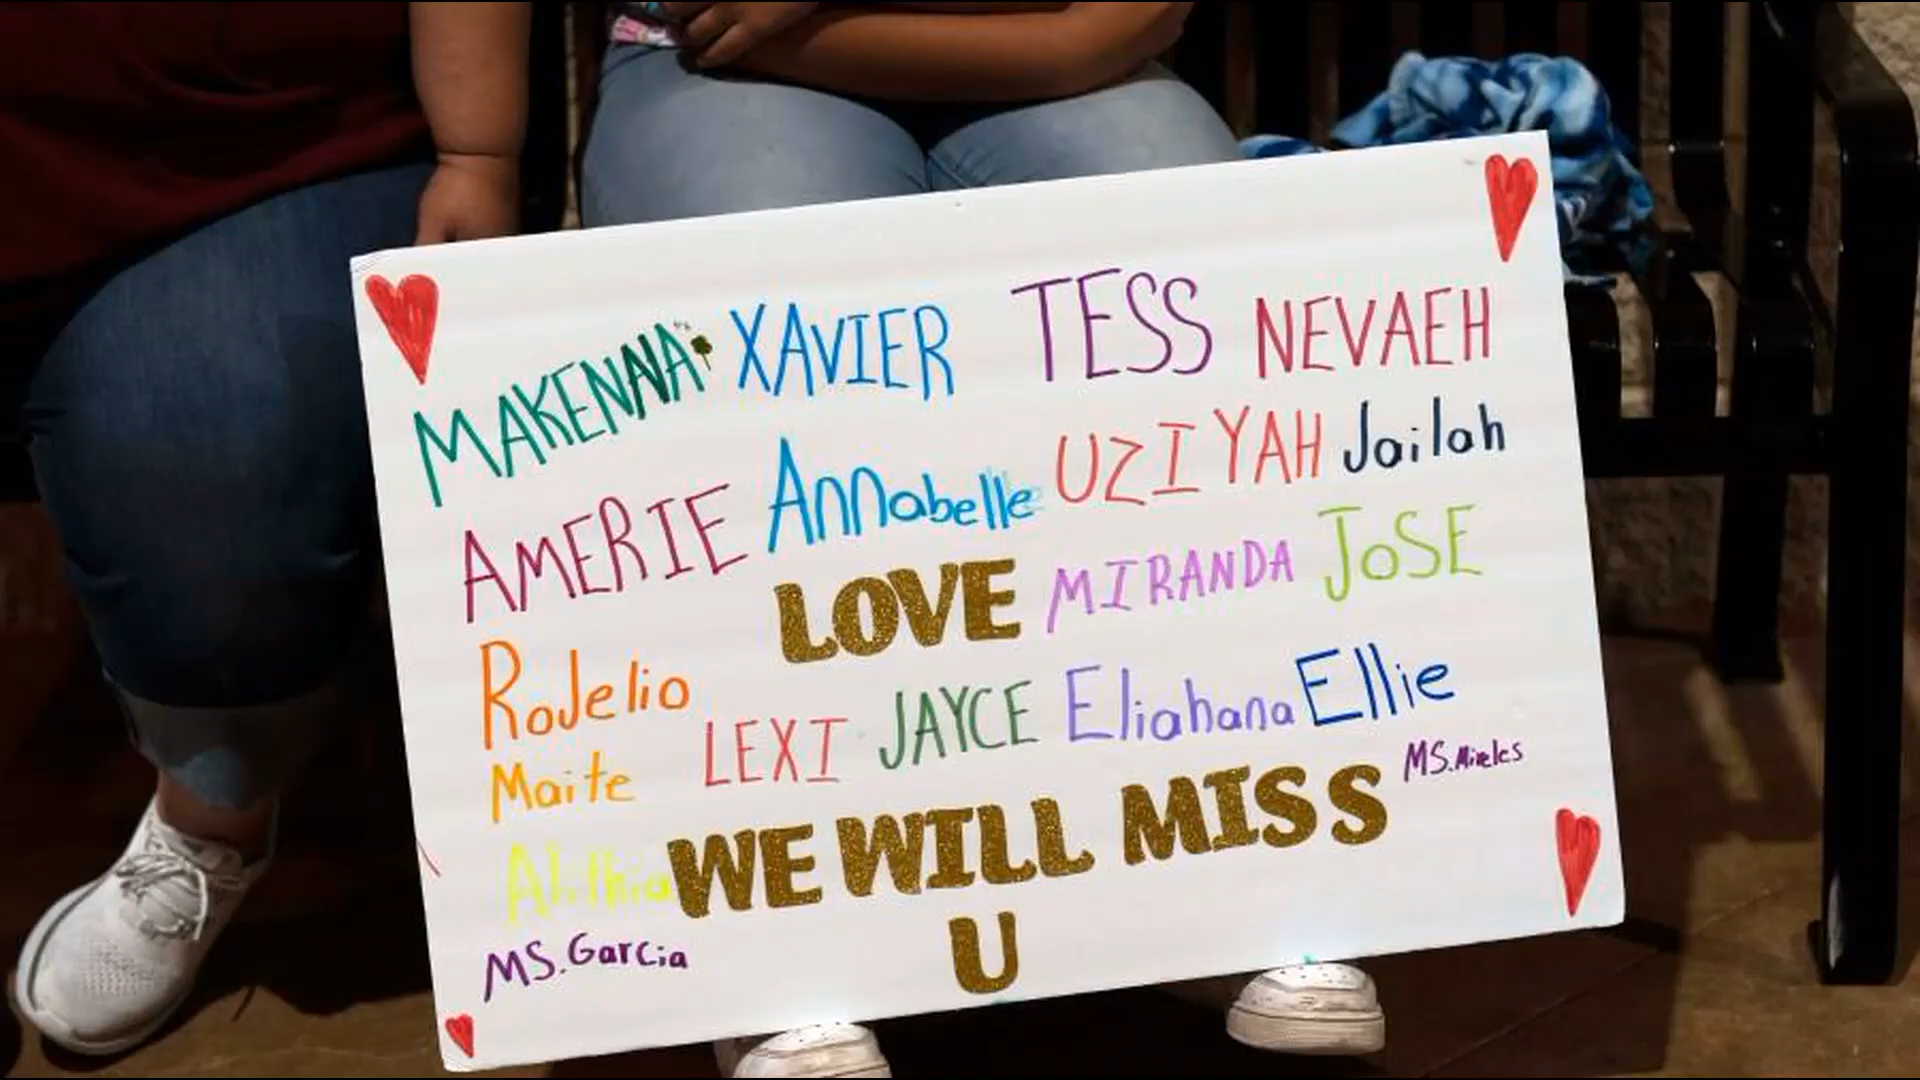 MAKENNA XAVIER TESS NEVAEH
AMERIE Annabelle UZIYAH Jailah
LOVE MIRANDA JOSE
RoJelio LEXI JAYCE Eliahana Ellie
Maite WE WILL MISS MS.Mireles
Alithia
MS.Garcia U